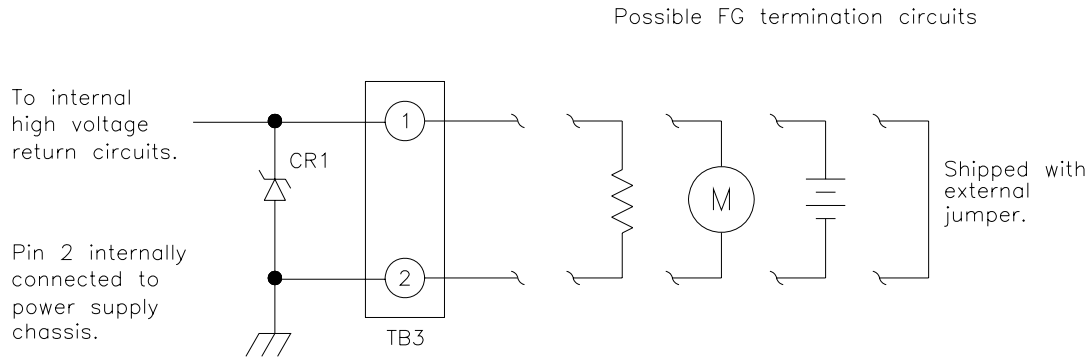 Possible FG termination circuits
To internal
high voltage
return circuits.
1
CR1
M
Shipped with
external
jumper.
Pin 2 internally
connected to
power supply
chassis.
2
TB3